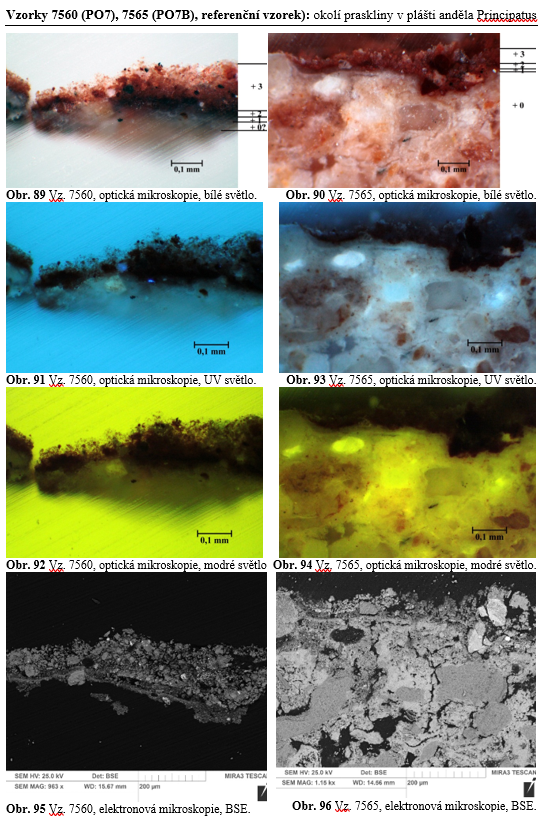 Vzorky 7560 (PO7), 7565 (PO7B), referenční vzorek): okolí praskliny v plášti anděla Principatus
+ 3
+ 2
+ 1
+ 0?
0,1 mm
+ 3
+ 2
+ 1
+ 0
0,1 mm
Obr. 89 Vz. 7560, optická mikroskopie, bílé světlo.
Obr. 90 Vz. 7565, optická mikroskopie, bílé světlo.
0,1 mm
0,1 mm
Obr. 91 Vz. 7560, optická mikroskopie, UV světlo.
Obr. 93 Vz. 7565, optická mikroskopie, UV světlo.
0,1 mm
0,1 mm
Obr. 92 Vz. 7560, optická mikroskopie, modré světlo
Obr. 94 Vz. 7565, optická mikroskopie, modré světlo.
SEM HV: 25.0 kV Det: BSE MIRA3 TESCAN
SEM MAG: 963 x WD: 15.67 mm 200 µm
SEM HV: 25.0 kV Det: BSE MIRA3 TESCAN
SEM MAG: 1.15 kx WD: 14.66 mm 200 µm
Obr. 95 Vz. 7560, elektronová mikroskopie, BSE.
Obr. 96 Vz. 7565, elektronová mikroskopie, BSE.